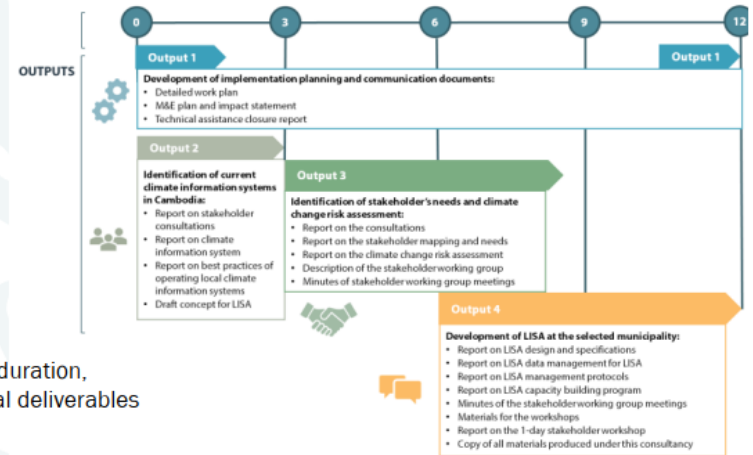 0 3 6 9 12
OUTPUTS
Output 1
Output 1
Development of implementation planning and communication documents:
• Detailed work plan
• M&E plan and impact statement
• Technical assistance closure report
Output 2
Identification of current
climate information systems
in Cambodia:
• Report on stakeholder
consultations
• Report on climate
information system
• Report on best practices of
operating local climate
information systems
• Draft concept for LISA
Output 3
Identification of stakeholder's needs and climate
change risk assessment:
• Report on the consultations
• Report on the stakeholder mapping and needs
• Report on the climate change risk assessment
• Description of the stakeholder working group
• Minutes of stakeholder working group meetings
Output 4
Development of LISA at the selected municipality:
• Report on LISA design and specifications
• Report on LISA data management for LISA
• Report on LISA management protocols
• Report on LISA capacity building program
• Minutes of the stakeholder working group meetings
• Materials for the workshops
• Report on the 1-day stakeholder workshop
• Copy of all materials produced under this consultancy
duration,
al deliverables